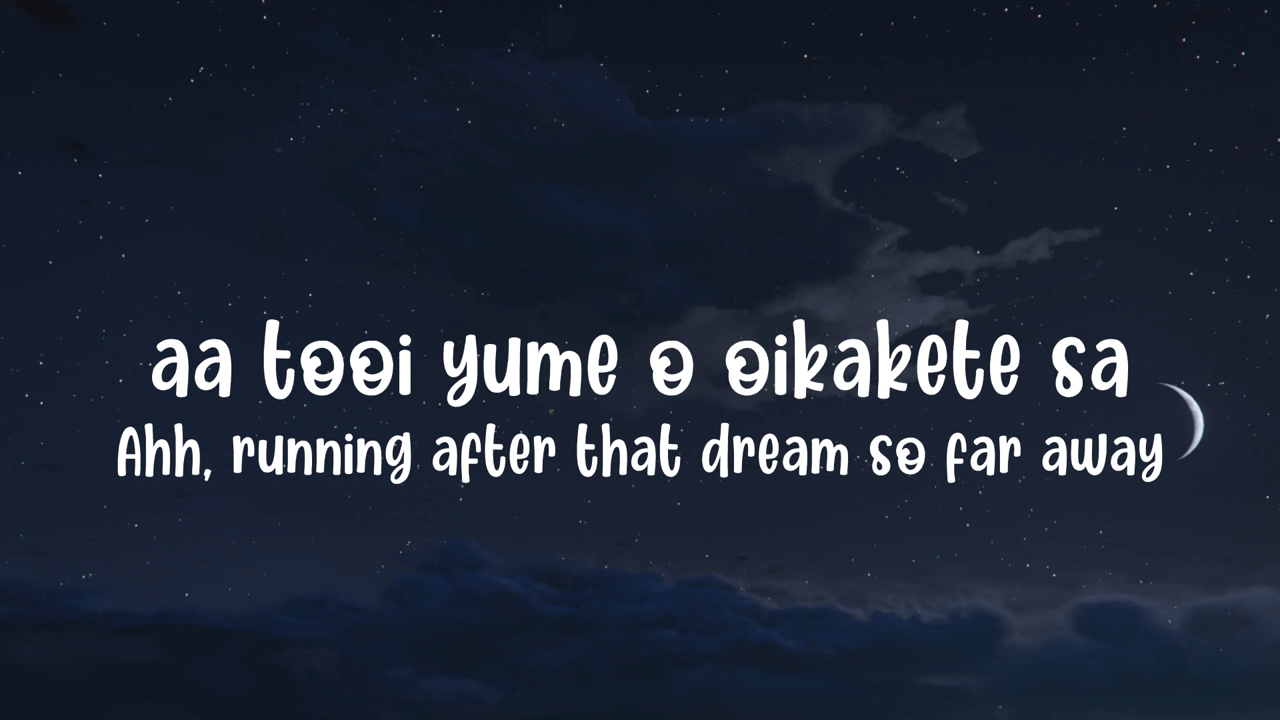 aa tooi yume o oikakete sa
Ahh, running after that dream so far away